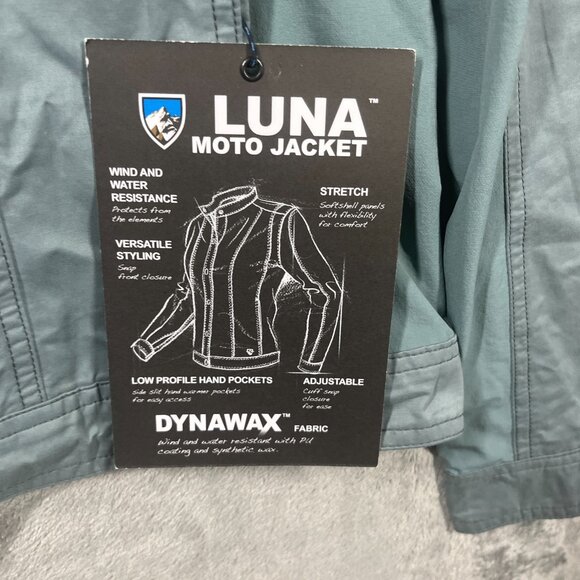 LUNA™
MOTO JACKET
WIND AND
WATER
RESISTANCE
Protects from
the elements
STRETCH
Softshell panels
with flexibility
for comfort
VERSATILE
STYLING
Snap
front closure
LOW PROFILE HAND POCKETS
Side slit hand warmer pockets
for easy access
ADJUSTABLE
Cuff snap
closure
for ease
DYNAWAX™ FABRIC
Wind and water resistant with PU
coating and synthetic wax.